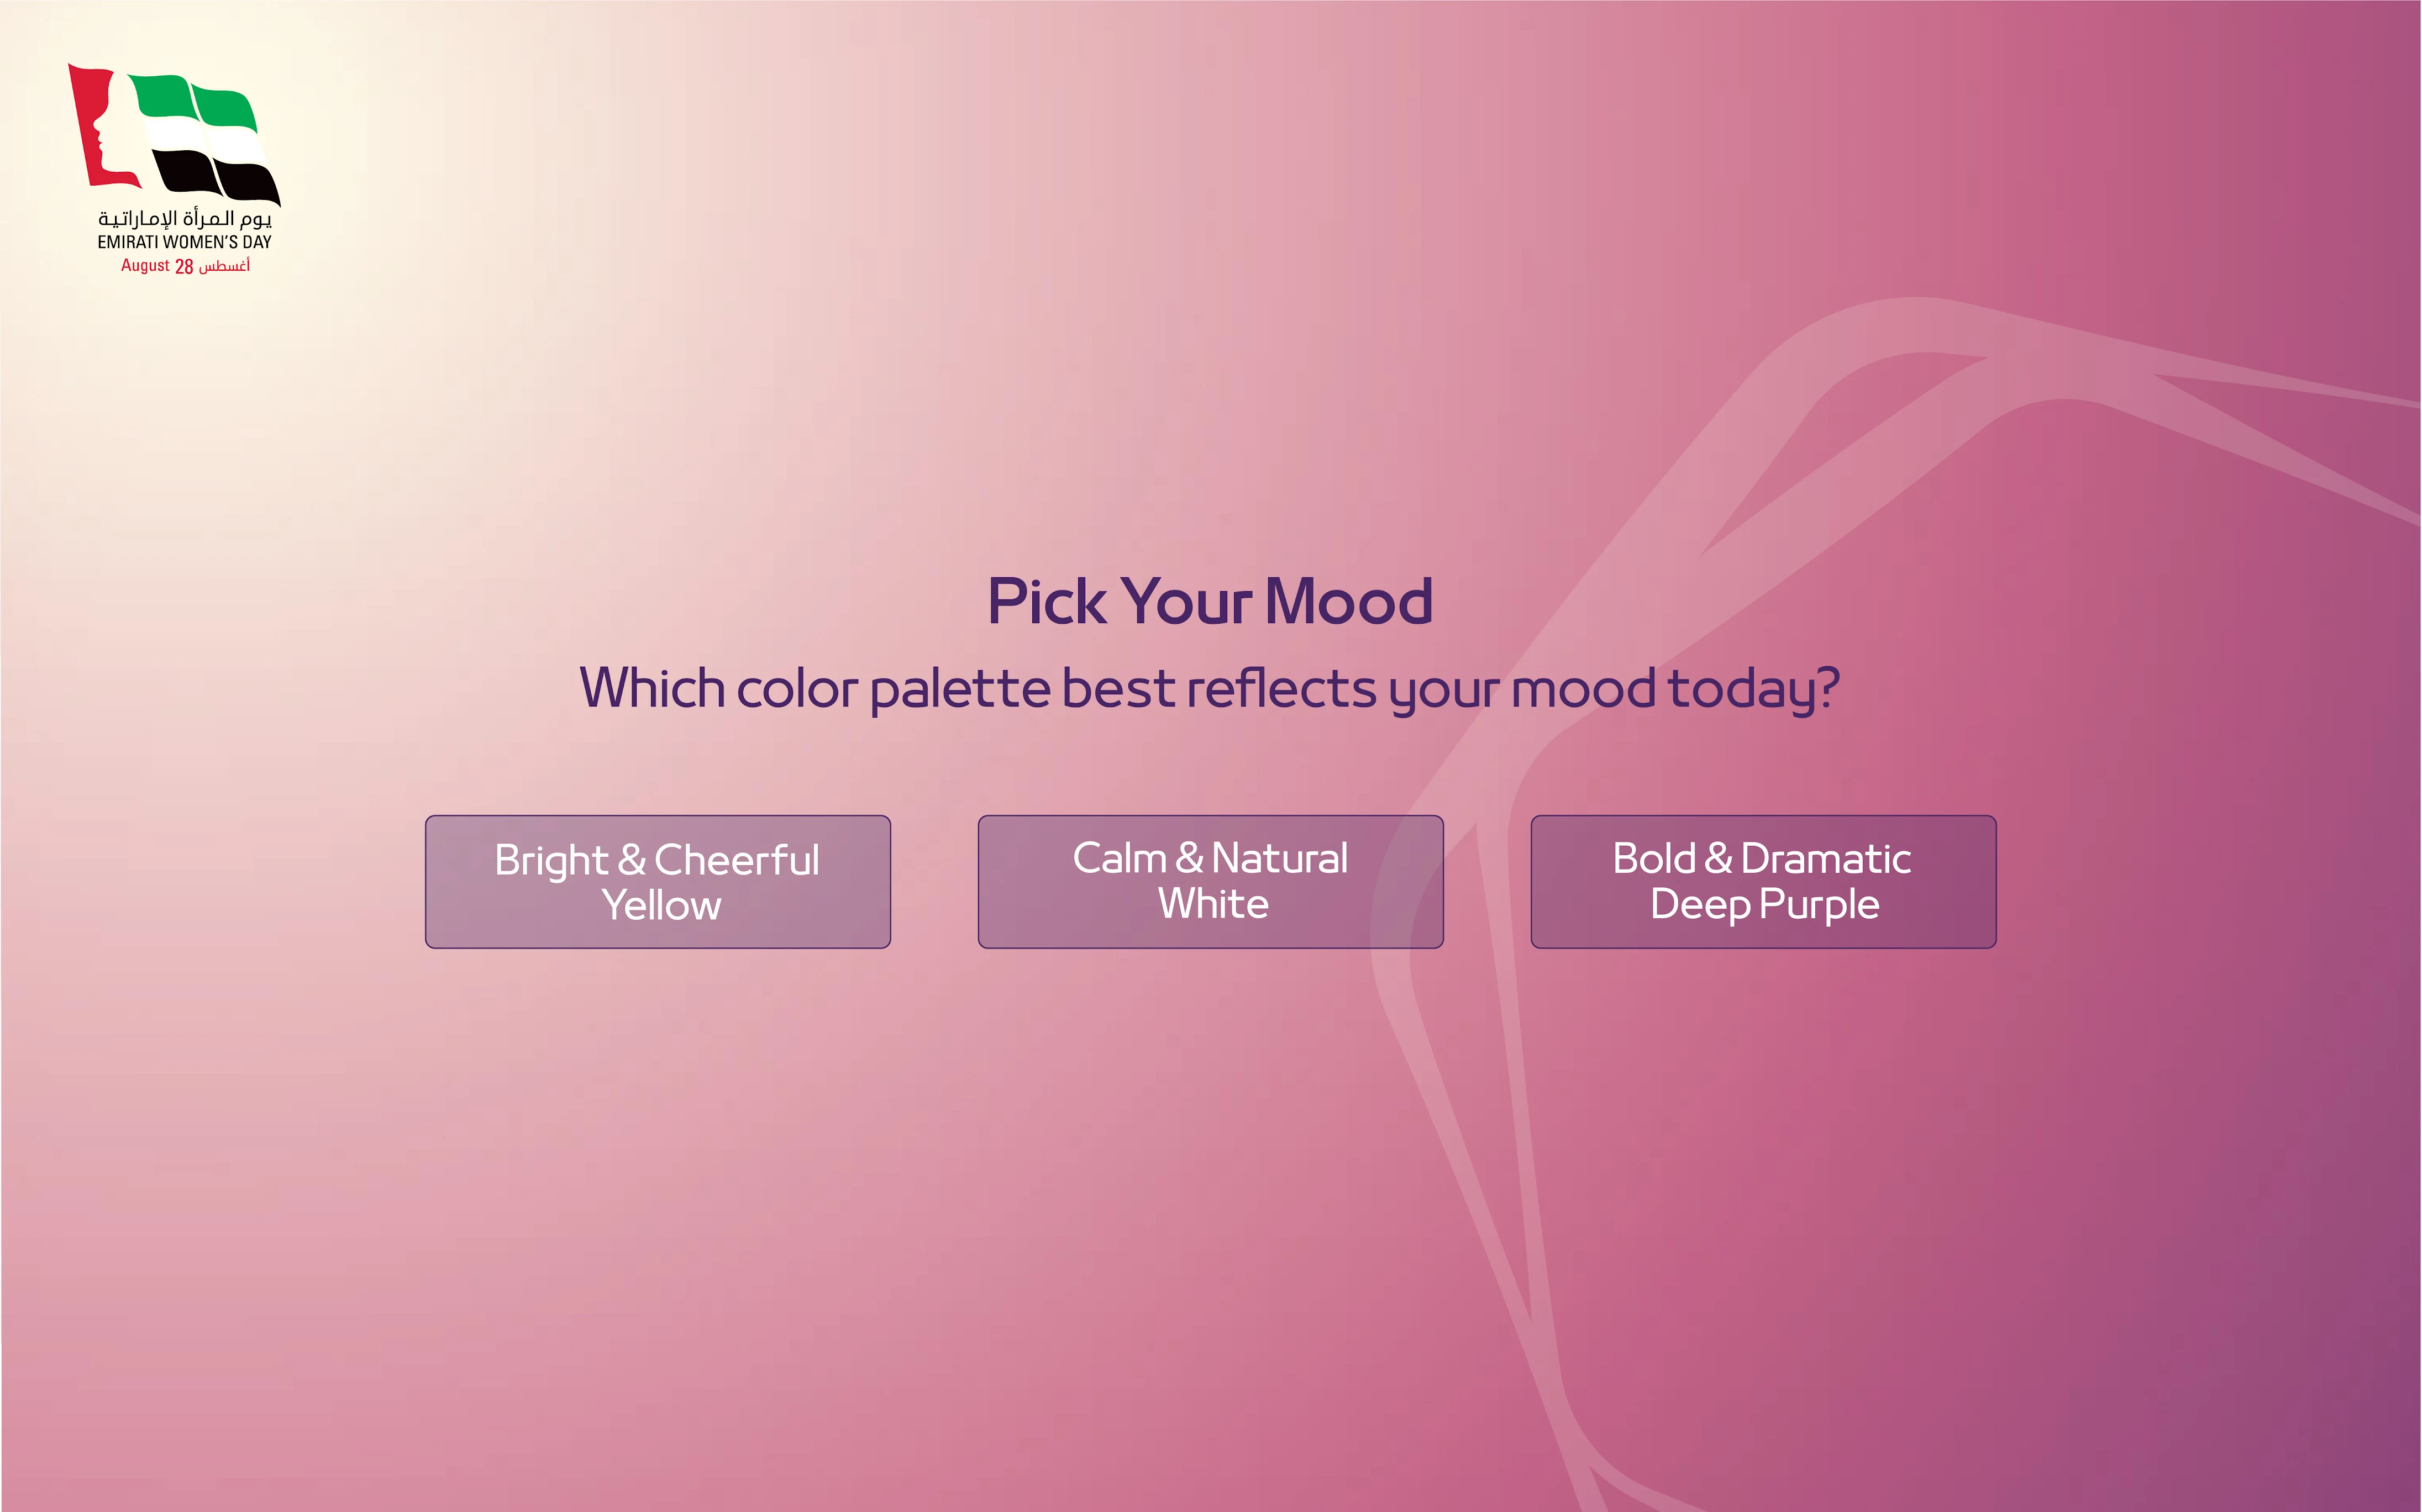 يوم المرأة الإماراتية
EMIRATI WOMEN'S DAY
August 28 أغسطس
Pick Your Mood
Which color palette best reflects your mood today?
Bright & Cheerful
Yellow
Calm & Natural
White
Bold & Dramatic
Deep Purple